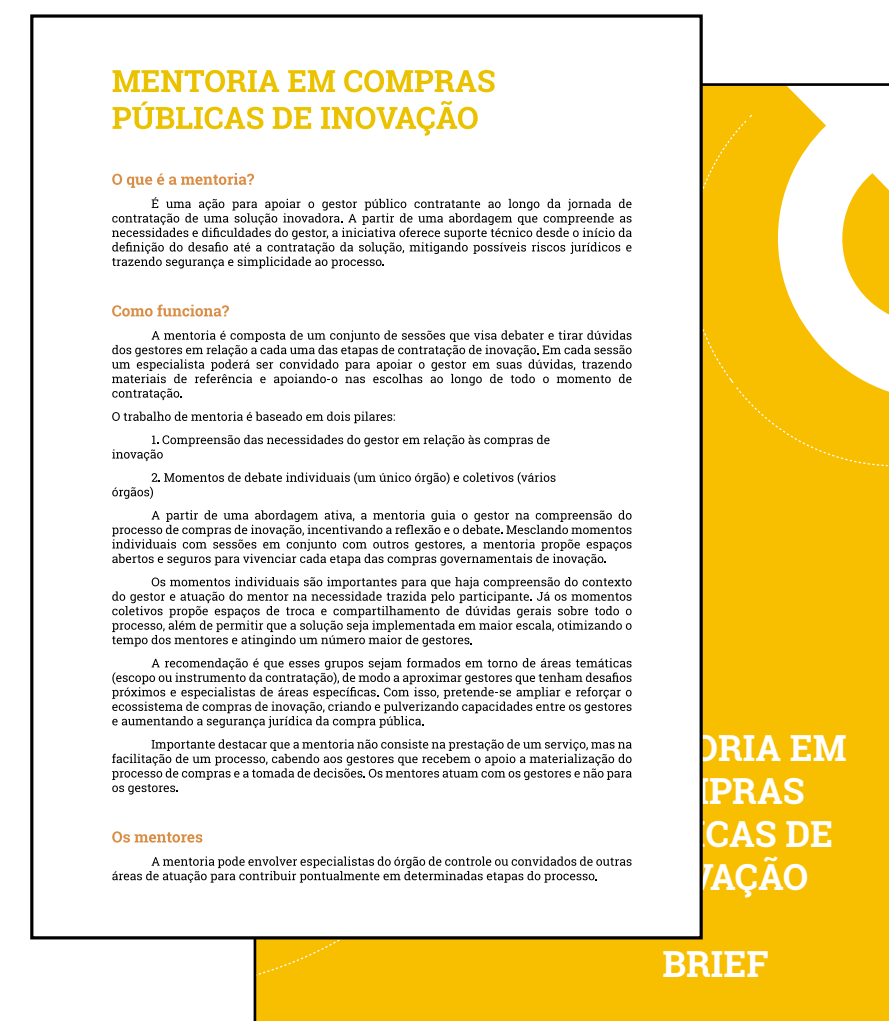 MENTORIA EM COMPRAS
PÚBLICAS DE INOVAÇÃO
O que é a mentoria?
É uma ação para apoiar o gestor público contratante ao longo da jornada de
contratação de uma solução inovadora. A partir de uma abordagem que compreende as
necessidades e dificuldades do gestor, a iniciativa oferece suporte técnico desde o início da
definição do desafio até a contratação da solução, mitigando possíveis riscos jurídicos e
trazendo segurança e simplicidade ao processo.
Como funciona?
A mentoria é composta de um conjunto de sessões que visa debater e tirar dúvidas
dos gestores em relação a cada uma das etapas de contratação de inovação. Em cada sessão
um especialista poderá ser convidado para apoiar o gestor em suas dúvidas, trazendo
materiais de referência e apoiando-o nas escolhas ao longo de todo o momento de
contratação.
O trabalho de mentoria é baseado em dois pilares:
1. Compreensão das necessidades do gestor em relação às compras de
inovação
2. Momentos de debate individuais (um único órgão) e coletivos (vários
órgãos)
A partir de uma abordagem ativa, a mentoria guia o gestor na compreensão do
processo de compras de inovação, incentivando a reflexão e o debate. Mesclando momentos
individuais com sessões em conjunto com outros gestores, a mentoria propõe espaços
abertos e seguros para vivenciar cada etapa das compras governamentais de inovação.
Os momentos individuais são importantes para que haja compreensão do contexto
do gestor e atuação do mentor na necessidade trazida pelo participante. Já os momentos
coletivos propõe espaços de troca e compartilhamento de dúvidas gerais sobre todo o
processo, além de permitir que a solução seja implementada em maior escala, otimizando o
tempo dos mentores e atingindo um número maior de gestores.
A recomendação é que esses grupos sejam formados em torno de áreas temáticas
(escopo ou instrumento da contratação), de modo a aproximar gestores que tenham desafios
próximos e especialistas de áreas específicas. Com isso, pretende-se ampliar e reforçar o
ecossistema de compras de inovação, criando e pulverizando capacidades entre os gestores
e aumentando a segurança jurídica da compra pública.
Importante destacar que a mentoria não consiste na prestação de um serviço, mas na
facilitação de um processo, cabendo aos gestores que recebem o apoio a materialização do
processo de compras e a tomada de decisões. Os mentores atuam com os gestores e não para
os gestores.
Os mentores
A mentoria pode envolver especialistas do órgão de controle ou convidados de outras
áreas de atuação para contribuir pontualmente em determinadas etapas do processo.
ORIA EM
PRAS
ICAS DE
VAÇÃO
BRIEF